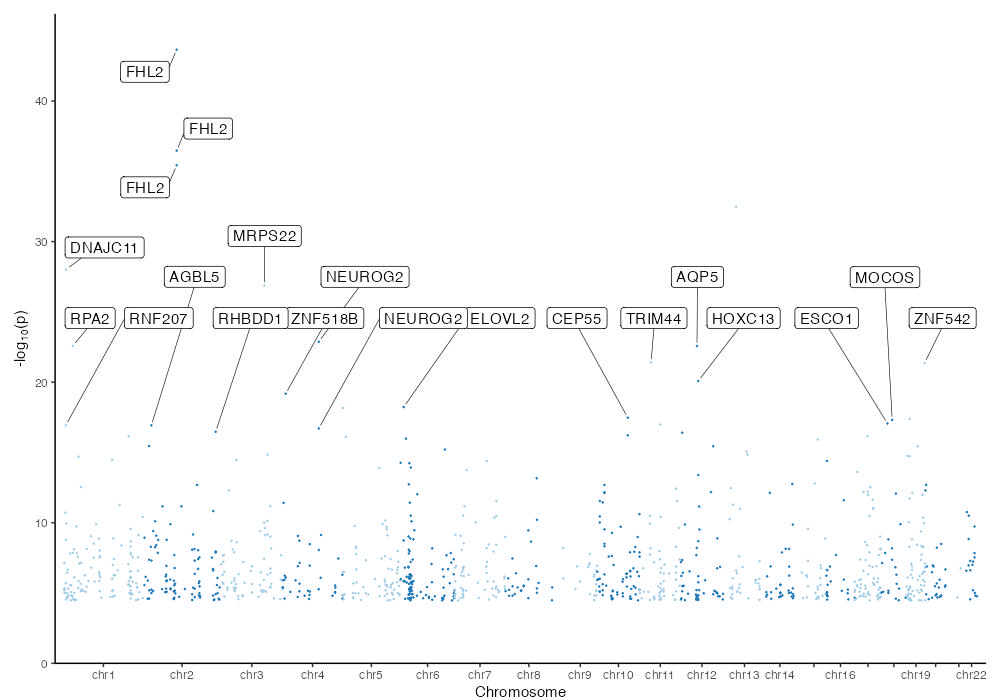 FHL2
40
FHL2
FHL2
MRPS22
30
DNAJC11
AGBL5
NEUROG2
AQP5
MOCOS
RPA2
RNF207
RHBDD1
ZNF518B
NEUROG2
ELOVL2
CEP55
TRIM44
HOXC13
ESCO1
ZNF542
-log10(p)
20
10
0
chr1 chr2 chr3 chr4 chr5 chr6 chr7 chr8 chr9 chr10 chr11 chr12 chr13 chr14 chr16 chr19 chr22
Chromosome